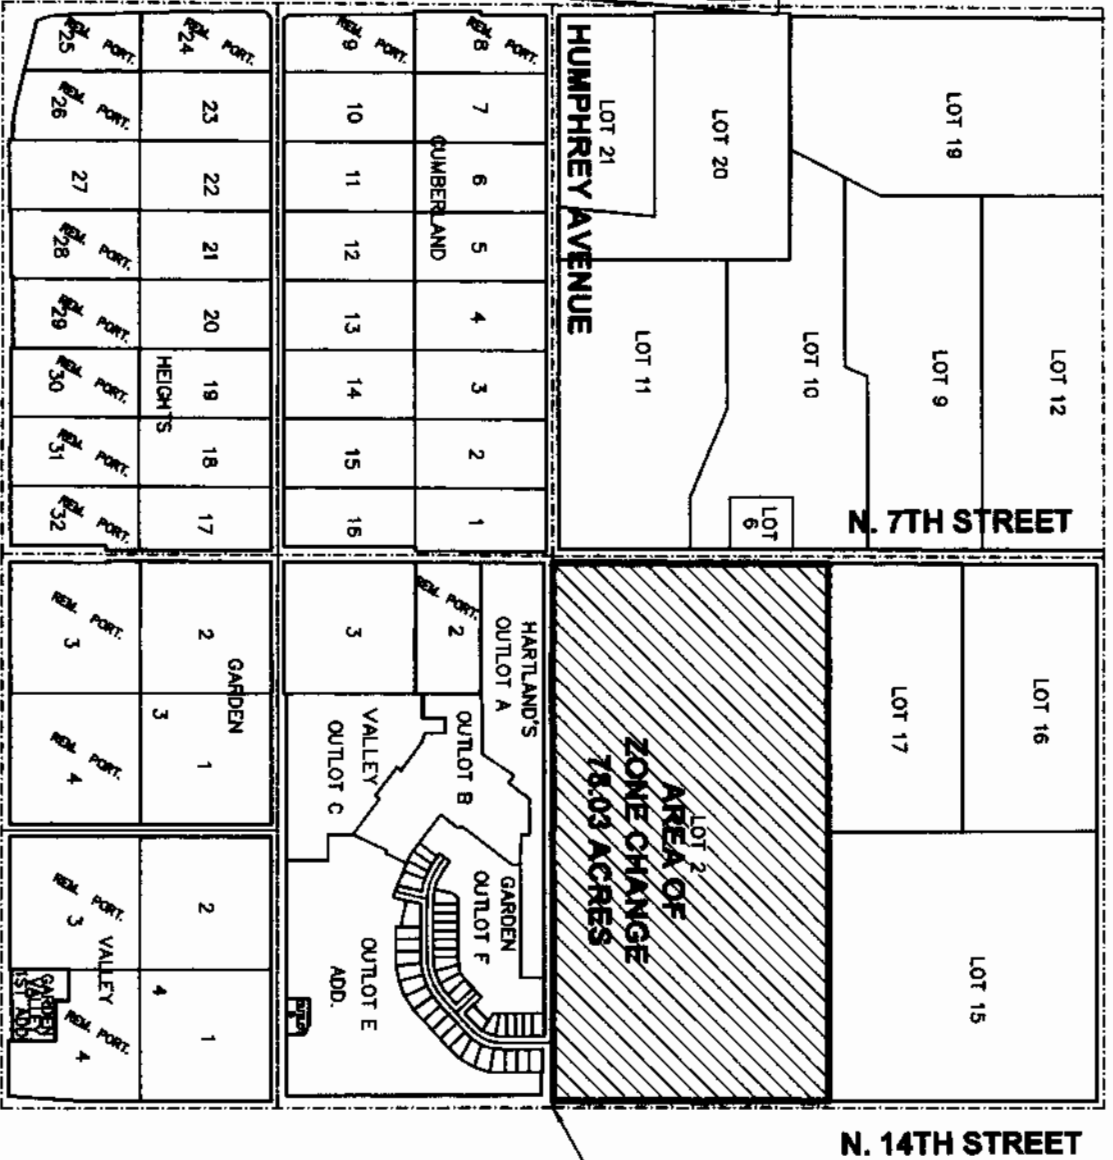 REM. PORT.
25
REM. PORT.
24
REM. PORT.
9
REM. PORT.
8
HUMPHREY AVENUE
LOT 21
LOT 20
LOT 19
REM. PORT.
26
23
10
7
27
22
11
6
CUMBERLAND
REM. PORT.
28
21
12
5
REM. PORT.
29
20
13
4
LOT 11
LOT 10
LOT 9
LOT 12
REM. PORT.
30
HEIGHTS
19
14
3
REM. PORT.
31
18
15
2
REM. PORT.
32
17
16
1
LOT
6
N. 7TH STREET
REM. PORT.
3
2
GARDEN
3
REM. PORT.
2
HARTLAND'S
OUTLOT A
LOT 17
LOT 16
REM. PORT.
4
3
1
VALLEY
OUTLOT C
OUTLOT B
LOT 2
AREA OF
ZONE CHANGE
78.03 ACRES
REM. PORT.
3
2
GARDEN
OUTLOT F
VALLEY
4
OUTLOT E
ADD.
LOT 15
GARDEN
VALLEY
1ST ADD.
REM. PORT.
4
1
N. 14TH STREET